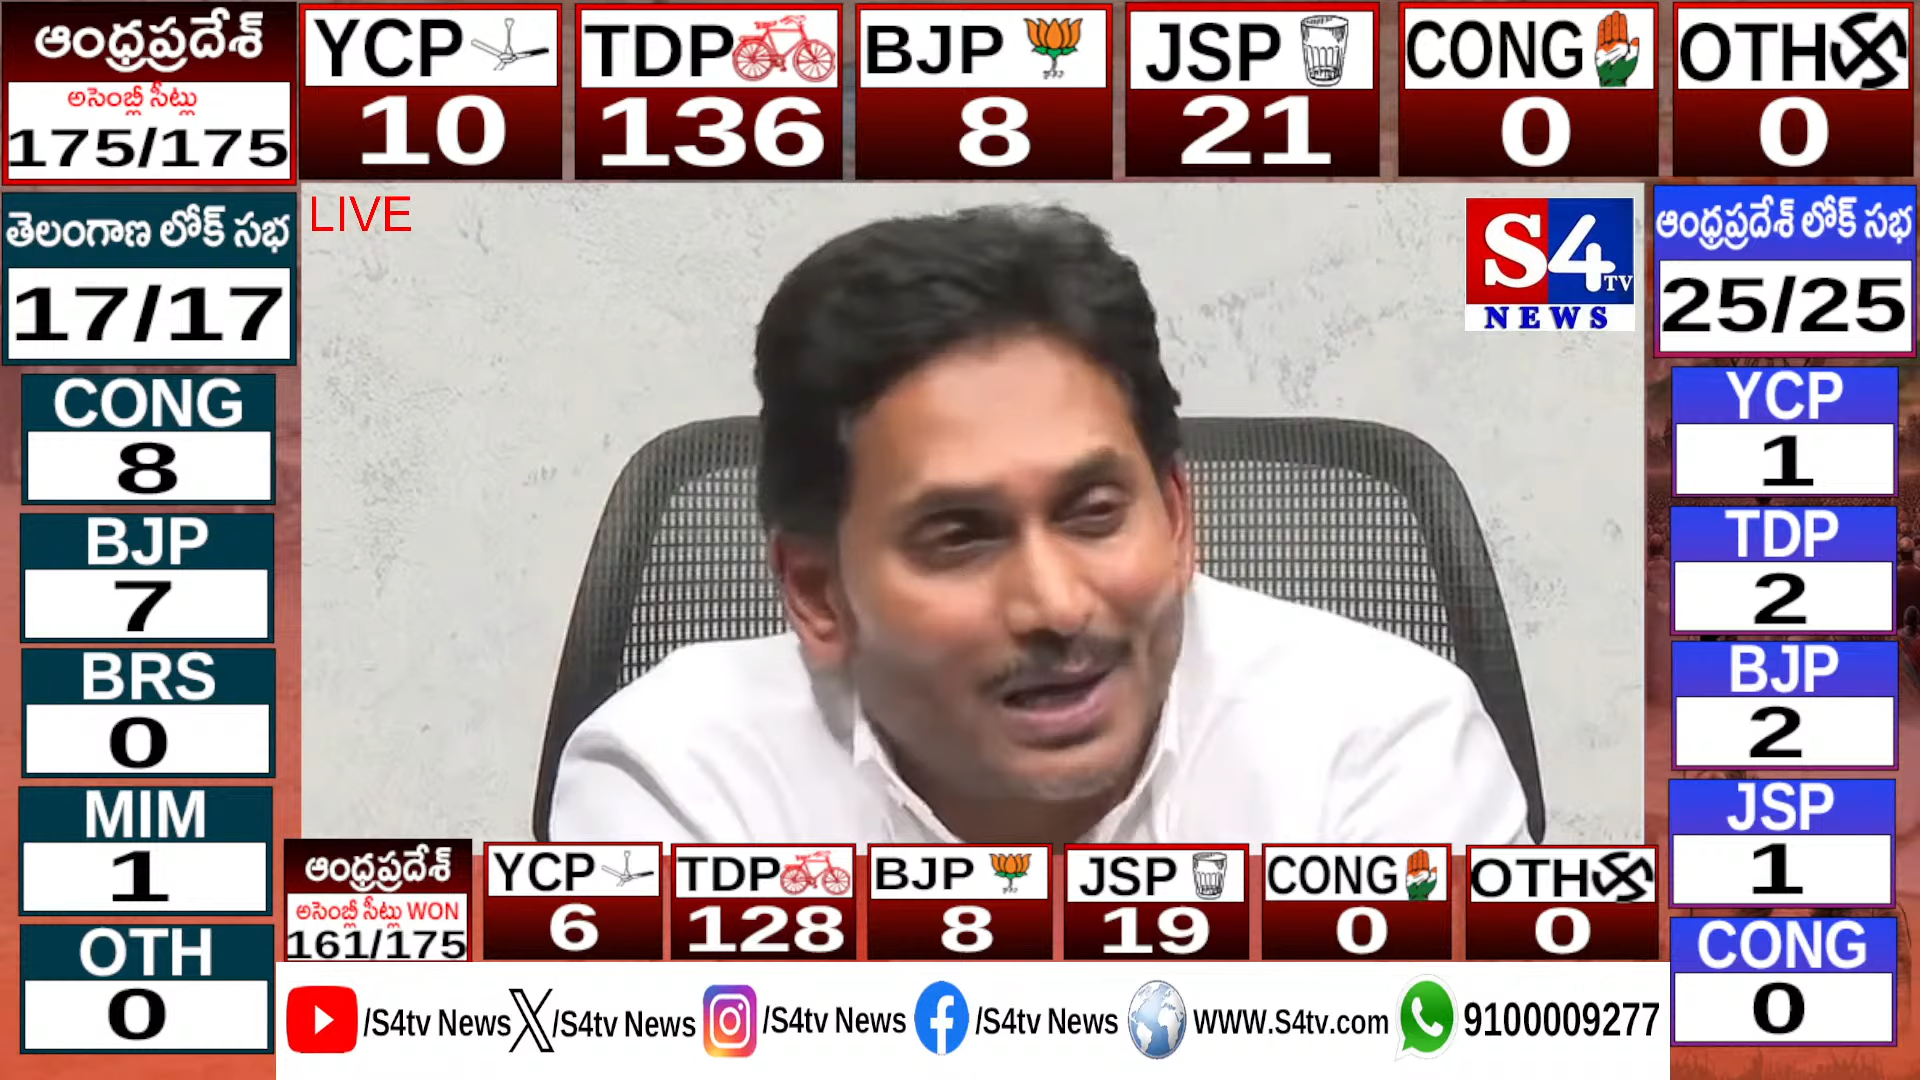 ఆంధ్రప్రదేశ్
అసెంబ్లీ సీట్లు
175/175
YCP
10
TDP
136
BJP
8
JSP
21
CONG
0
OTH
0
తెలంగాణ లోక్ సభ
17/17
CONG
8
BJP
7
BRS
0
MIM
1
OTH
0
LIVE
S4
TV
NEWS
ఆంధ్రప్రదేశ్ లోక్ సభ
25/25
YCP
1
TDP
2
BJP
2
JSP
1
CONG
0
ఆంధ్రప్రదేశ్
అసెంబ్లీ సీట్లు WON
161/175
YCP
6
TDP
128
BJP
8
JSP
19
CONG
0
OTH
0
/S4tv News
/S4tv News
/S4tv News
/S4tv News
www.S4tv.com
9100009277